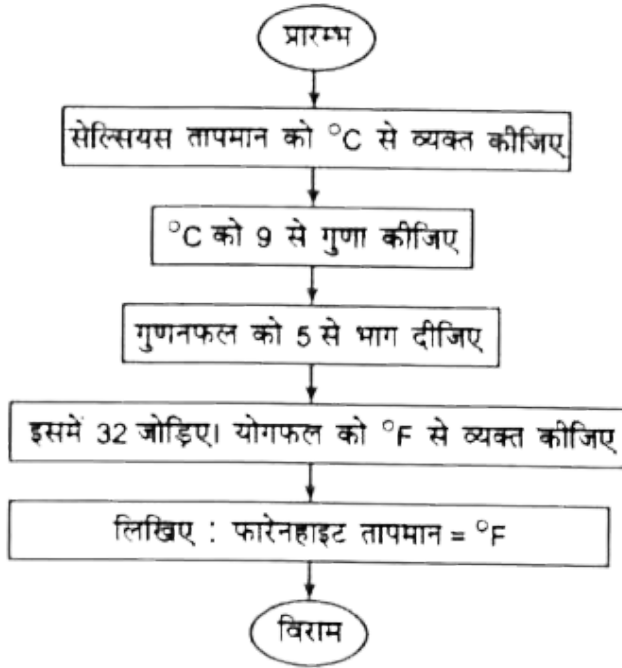 प्रारम्भ
सेल्सियस तापमान को °C से व्यक्त कीजिए
°C को 9 से गुणा कीजिए
गुणनफल को 5 से भाग दीजिए
इसमें 32 जोड़िए। योगफल को °F से व्यक्त कीजिए
लिखिए : फारेनहाइट तापमान = °F
विराम